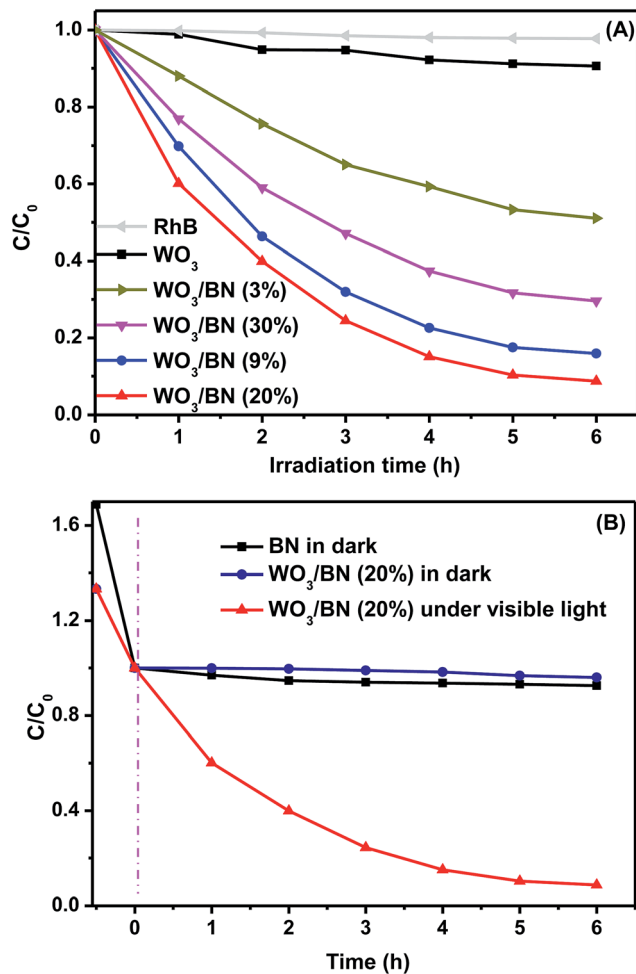 (A)
1.0
0.8
0.6
0.4
0.2
0.0
C/C₀
RhB
WO₃
WO₃/BN (3%)
WO₃/BN (30%)
WO₃/BN (9%)
WO₃/BN (20%)
0 1 2 3 4 5 6
Irradiation time (h)
(B)
1.6
1.2
0.8
0.4
0.0
C/C₀
BN in dark
WO₃/BN (20%) in dark
WO₃/BN (20%) under visible light
0 1 2 3 4 5 6
Time (h)